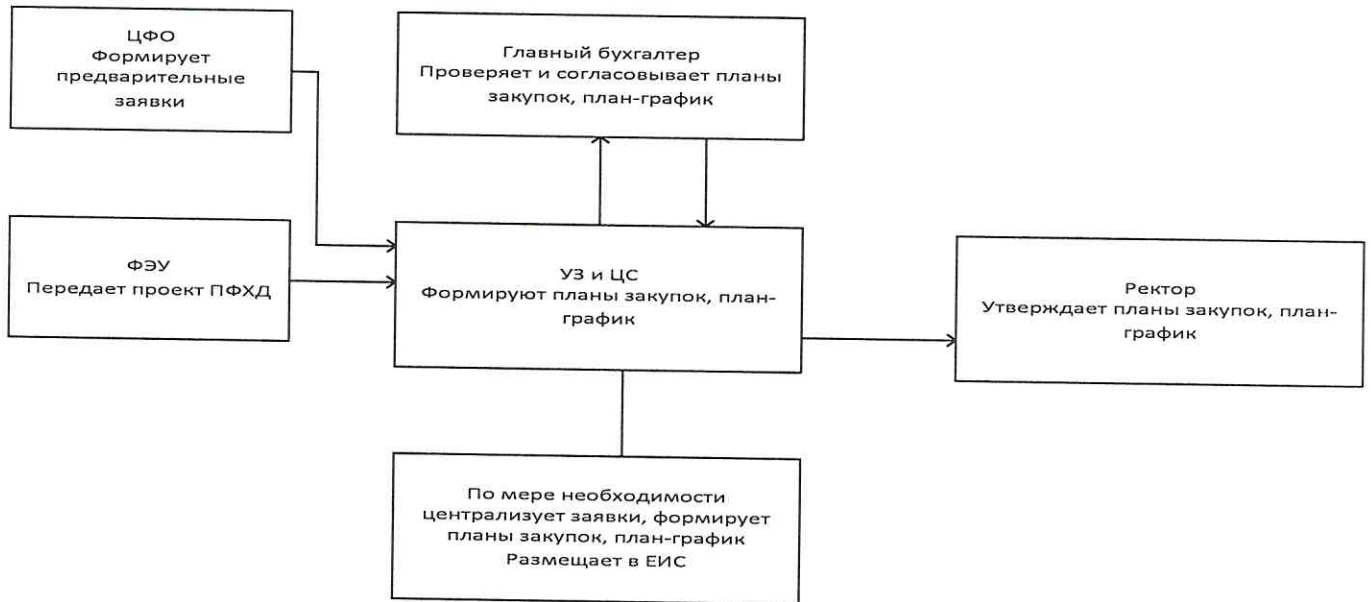 ЦФО
Формирует
предварительные
заявки
Главный бухгалтер
Проверяет и согласовывает планы
закупок, план-график
ФЭУ
Передает проект ПФХД
УЗ и ЦС
Формируют планы закупок, план-
график
Ректор
Утверждает планы закупок, план-
график
По мере необходимости
централизует заявки, формирует
планы закупок, план-график
Размещает в ЕИС